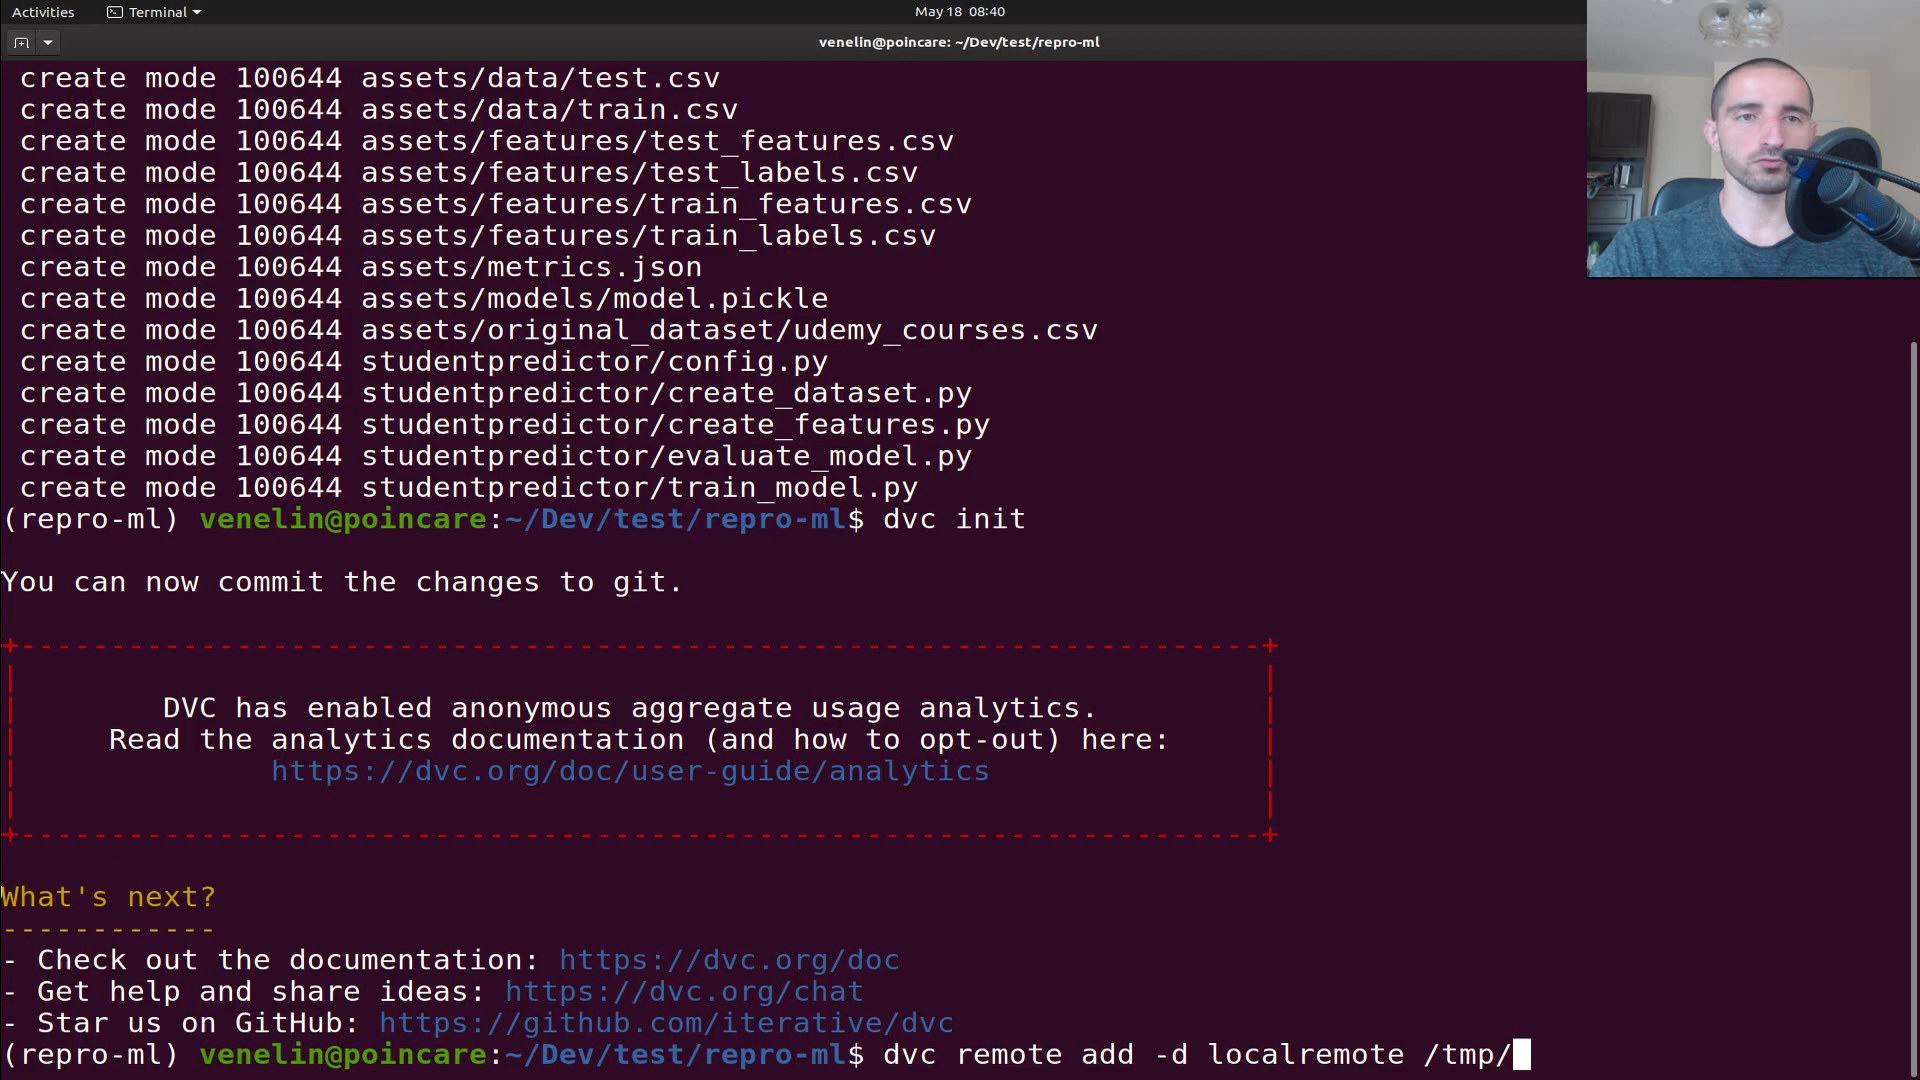 Activities Terminal May 18 08:40
venelin@poincare: ~/Dev/test/repro-ml
create mode 100644 assets/data/test.csv
create mode 100644 assets/data/train.csv
create mode 100644 assets/features/test_features.csv
create mode 100644 assets/features/test_labels.csv
create mode 100644 assets/features/train_features.csv
create mode 100644 assets/features/train_labels.csv
create mode 100644 assets/metrics.json
create mode 100644 assets/models/model.pickle
create mode 100644 assets/original_dataset/udemy_courses.csv
create mode 100644 studentpredictor/config.py
create mode 100644 studentpredictor/create_dataset.py
create mode 100644 studentpredictor/create_features.py
create mode 100644 studentpredictor/evaluate_model.py
create mode 100644 studentpredictor/train_model.py
(repro-ml) venelin@poincare:~/Dev/test/repro-ml$ dvc init
You can now commit the changes to git.
+---------------------------------------------------------------------+
DVC has enabled anonymous aggregate usage analytics.
Read the analytics documentation (and how to opt-out) here:
https://dvc.org/doc/user-guide/analytics
+---------------------------------------------------------------------+
What's next?
------------
- Check out the documentation: https://dvc.org/doc
- Get help and share ideas: https://dvc.org/chat
- Star us on GitHub: https://github.com/iterative/dvc
(repro-ml) venelin@poincare:~/Dev/test/repro-ml$ dvc remote add -d localremote /tmp/